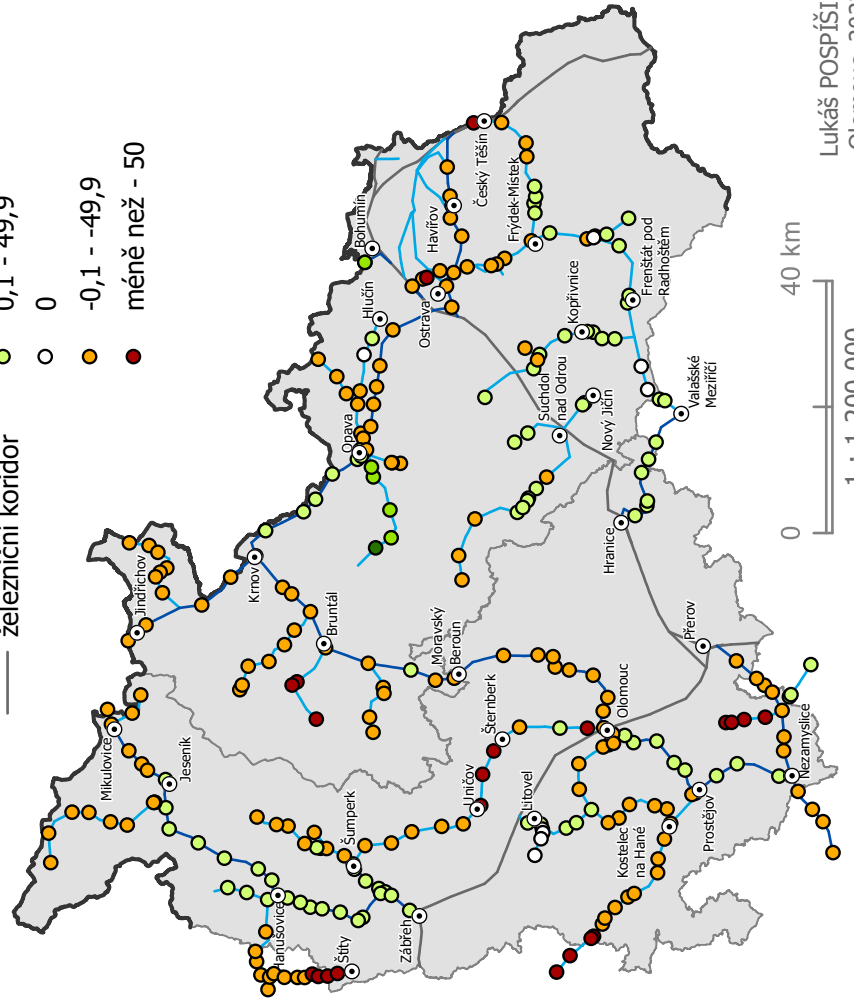 železniční koridor
0,1 - 49,9
0
-0,1 - -49,9
méně než - 50
Mikulovice
Jeseník
Jindřichov
Krnov
Bruntál
Moravský
Beroun
Hanušovice
Štíty
Šumperk
Zábřeh
Uničov
Šternberk
Litovel
Olomouc
Kostelec
na Hané
Prostějov
Nezamyslice
Přerov
Hranice
Opava
Hlučín
Bohumín
Ostrava
Havířov
Český Těšín
Frýdek-Místek
Frenštát pod
Radhoštěm
Kopřivnice
Suchdol
nad Odrou
Nový Jičín
Valašské
Meziříčí
0
40 km
1 : 1 200 000
Lukáš POSPÍŠI